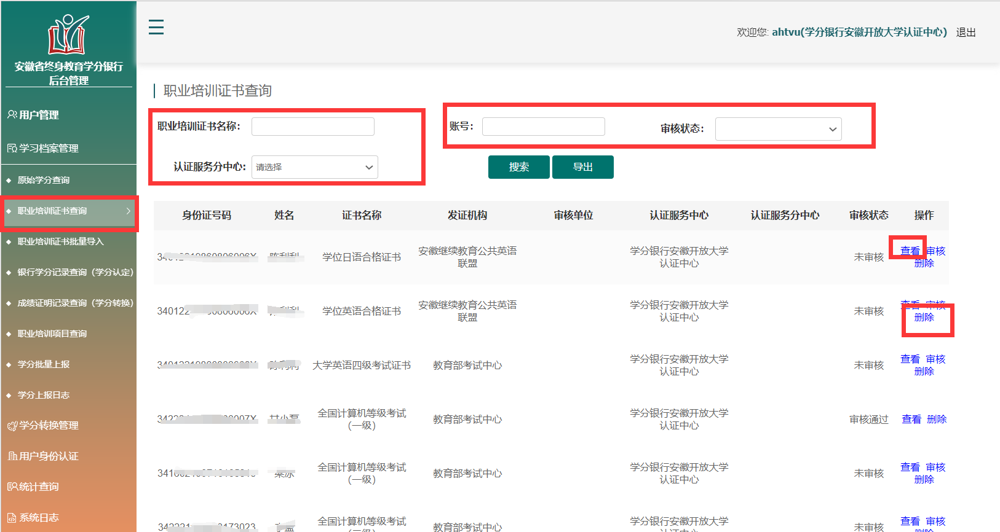 安徽省终身教育学分银行
后台管理
用户管理
学习档案管理
原始学分查询
职业培训证书查询
职业培训证书批量导入
银行学分记录查询（学分认定）
成绩证明记录查询（学分转换）
职业培训项目查询
学分批量上报
学分上报日志
学分转换管理
用户身份认证
统计查询
系统日志
欢迎您: ahtvu(学分银行安徽开放大学认证中心) 退出
职业培训证书查询
职业培训证书名称：
账号：
审核状态：
认证服务分中心: 请选择
搜索 导出
身份证号码 姓名 证书名称 发证机构 审核单位 认证服务中心 认证服务分中心 审核状态 操作
学位日语合格证书 安徽继续教育公共英语联盟 学分银行安徽开放大学认证中心 未审核 查看 审核 删除
学位英语合格证书 安徽继续教育公共英语联盟 学分银行安徽开放大学认证中心 未审核 查看 审核 删除
大学英语四级考试证书 教育部考试中心 学分银行安徽开放大学认证中心 未审核 查看 审核 删除
全国计算机等级考试（一级） 教育部考试中心 学分银行安徽开放大学认证中心 审核通过 查看 删除
全国计算机等级考试（一级） 教育部考试中心 学分银行安徽开放大学认证中心 未审核 查看 审核 删除
全国计算机等级考试 教育部考试中心 学分银行安徽开放大学 未审核 查看 审核